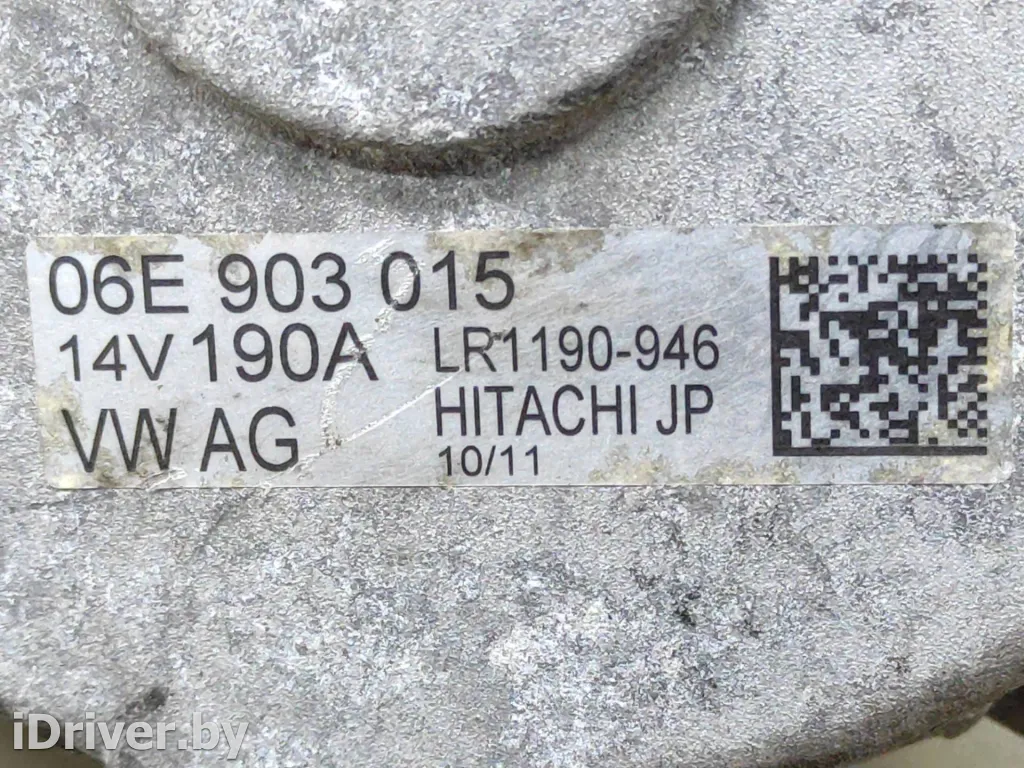 06E 903 015
14V 190A
VW AG
LR1190-946
HITACHI JP
10/11
iDriver.by